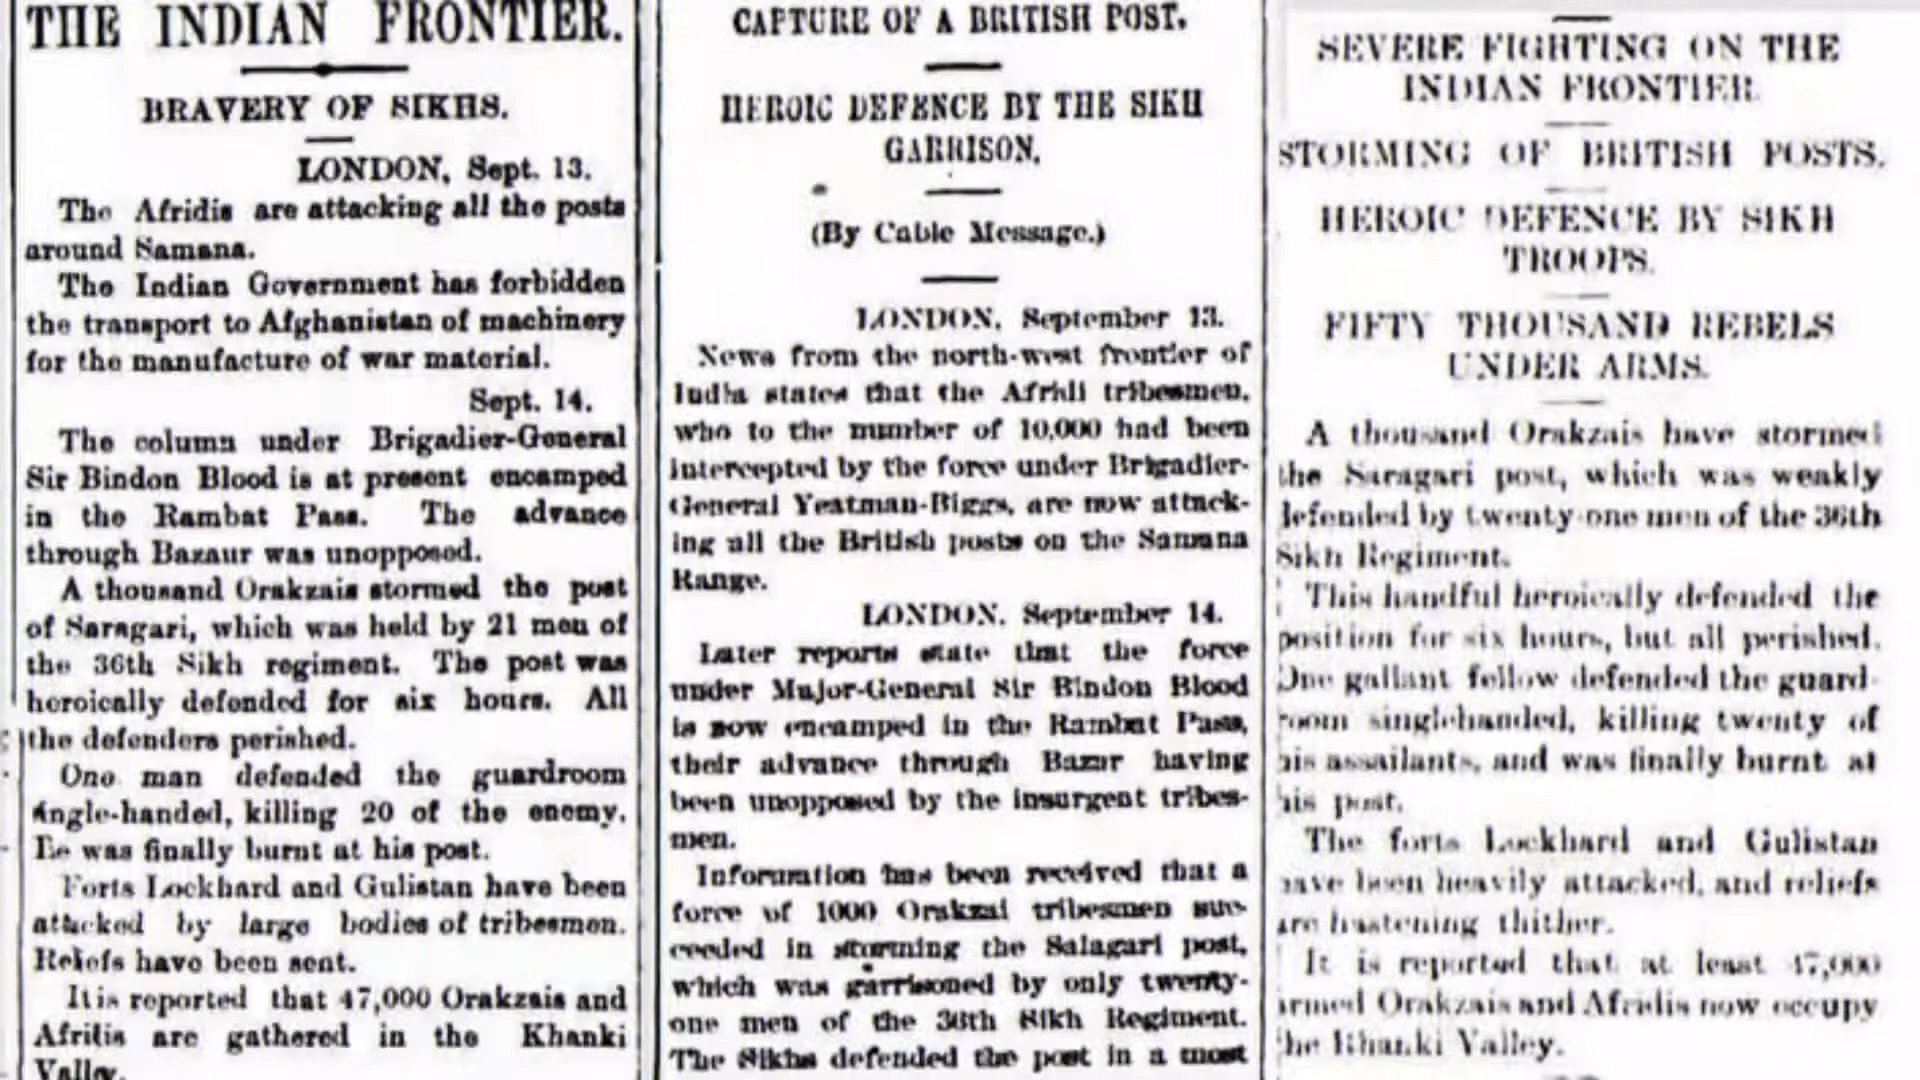 THE INDIAN FRONTIER.
BRAVERY OF SIKHS.
LONDON, Sept. 13.
The Afridis are attacking all the posts
around Samana.
The Indian Government has forbidden
the transport to Afghanistan of machinery
for the manufacture of war material.
Sept. 14.
The column under Brigadier-General
Sir Bindon Blood is at present encamped
in the Rambat Pass. The advance
through Bazaur was unopposed.
A thousand Orakzais stormed the post
of Saragari, which was held by 21 men of
the 36th Sikh regiment. The post was
heroically defended for six hours. All
the defenders perished.
One man defended the guardroom
single-handed, killing 20 of the enemy.
He was finally burnt at his post.
Forts Lockhard and Gulistan have been
attacked by large bodies of tribesmen.
Reliefs have been sent.
It is reported that 47,000 Orakzais and
Afridis are gathered in the Khanki
Valley.
CAPTURE OF A BRITISH POST.
HEROIC DEFENCE BY THE SIKH
GARRISON.
(By Cable Message.)
LONDON, September 13.
News from the north-west frontier of
India states that the Afridi tribesmen,
who to the number of 10,000 had been
intercepted by the force under Brigadier-
General Yeatman-Biggs, are now attack-
ing all the British posts on the Samana
Range.
LONDON, September 14.
Later reports state that the force
under Major-General Sir Bindon Blood
is now encamped in the Rambat Pass,
their advance through Bazar having
been unopposed by the insurgent tribes-
men.
Information has been received that a
force of 1000 Orakzai tribesmen suc-
ceeded in storming the Salagari post,
which was garrisoned by only twenty-
one men of the 36th Sikh Regiment.
The Sikhs defended the post in a most
SEVERE FIGHTING ON THE
INDIAN FRONTIER.
STORMING OF BRITISH POSTS.
HEROIC DEFENCE BY SIKH
TROOPS.
FIFTY THOUSAND REBELS
UNDER ARMS.
A thousand Orakzais have stormed
the Saragari post, which was weakly
defended by twenty-one men of the 36th
Sikh Regiment.
This handful heroically defended the
position for six hours, but all perished.
One gallant fellow defended the guard-
room singlehanded, killing twenty of
his assailants, and was finally burnt at
his post.
The forts Lockhard and Gulistan
have been heavily attacked, and reliefs
are hastening thither.
It is reported that at least 47,000
armed Orakzais and Afridis now occupy
the Khanki Valley.